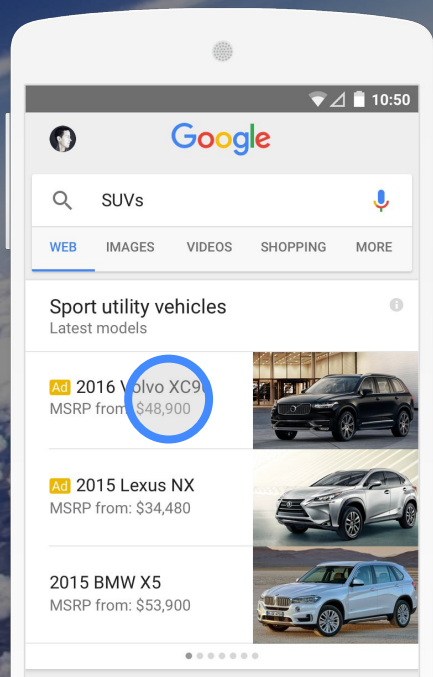 10:50
Google
SUVs
WEB IMAGES VIDEOS SHOPPING MORE
Sport utility vehicles
Latest models
Ad 2016 Volvo XC90
MSRP from: $48,900
Ad 2015 Lexus NX
MSRP from: $34,480
2015 BMW X5
MSRP from: $53,900